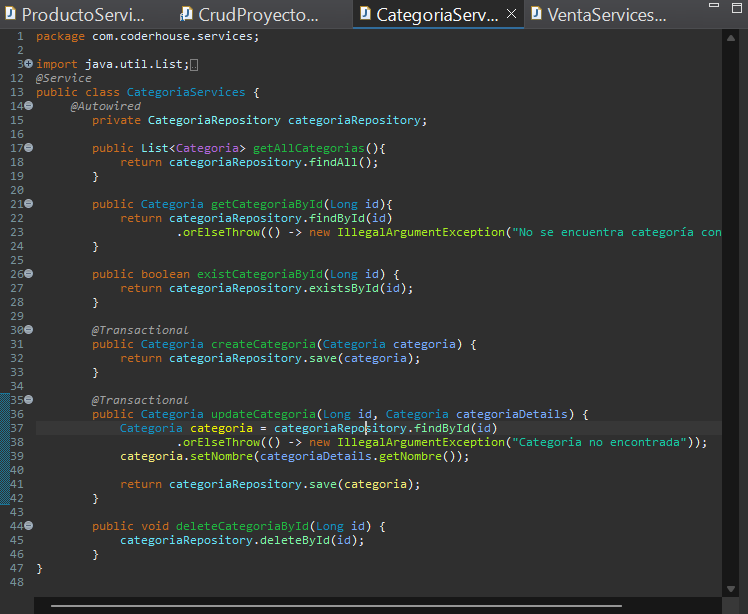 ProductoServi... CrudProyecto... CategoriaServ... VentaServices...
1 package com.coderhouse.services;
2
3 import java.util.List;
12 @Service
13 public class CategoriaServices {
14 @Autowired
15 private CategoriaRepository categoriaRepository;
16
17 public List<Categoria> getAllCategorias(){
18 return categoriaRepository.findAll();
19 }
20
21 public Categoria getCategoriaById(Long id){
22 return categoriaRepository.findById(id)
23 .orElseThrow(() -> new IllegalArgumentException("No se encuentra categoría con
24 }
25
26 public boolean existCategoriaById(Long id) {
27 return categoriaRepository.existsById(id);
28 }
29
30 @Transactional
31 public Categoria createCategoria(Categoria categoria) {
32 return categoriaRepository.save(categoria);
33 }
34
35 @Transactional
36 public Categoria updateCategoria(Long id, Categoria categoriaDetails) {
37 Categoria categoria = categoriaRepository.findById(id)
38 .orElseThrow(() -> new IllegalArgumentException("Categoria no encontrada"));
39 categoria.setNombre(categoriaDetails.getNombre());
40
41 return categoriaRepository.save(categoria);
42 }
43
44 public void deleteCategoriaById(Long id) {
45 categoriaRepository.deleteById(id);
46 }
47 }
48